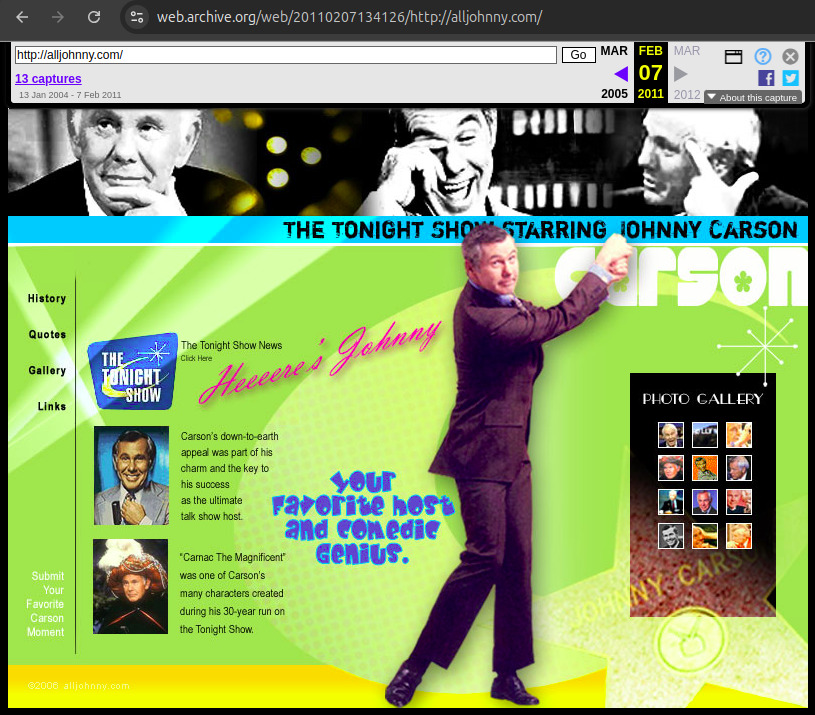 web.archive.org/web/20110207134126/http://alljohnny.com/
http://alljohnny.com/
Go
MAR
FEB
MAR
13 captures
07
13 Jan 2004 - 7 Feb 2011
2005
2011
2012
About this capture
THE TONIGHT SHOW STARRING JOHNNY CARSON
carson
History
Quotes
Gallery
Links
THE
TONIGHT
SHOW
The Tonight Show News
Click Here
Heeeere's Johnny
PHOTO GALLERY
Carson's down-to-earth
appeal was part of his
charm and the key to
his success
as the ultimate
talk show host.
Your
favorite host
and comedic
genius.
"Carnac The Magnificent"
was one of Carson's
many characters created
during his 30-year run on
the Tonight Show.
Submit
Your
Favorite
Carson
Moment
JOHNNY CARSON
©2006 alljohnny.com